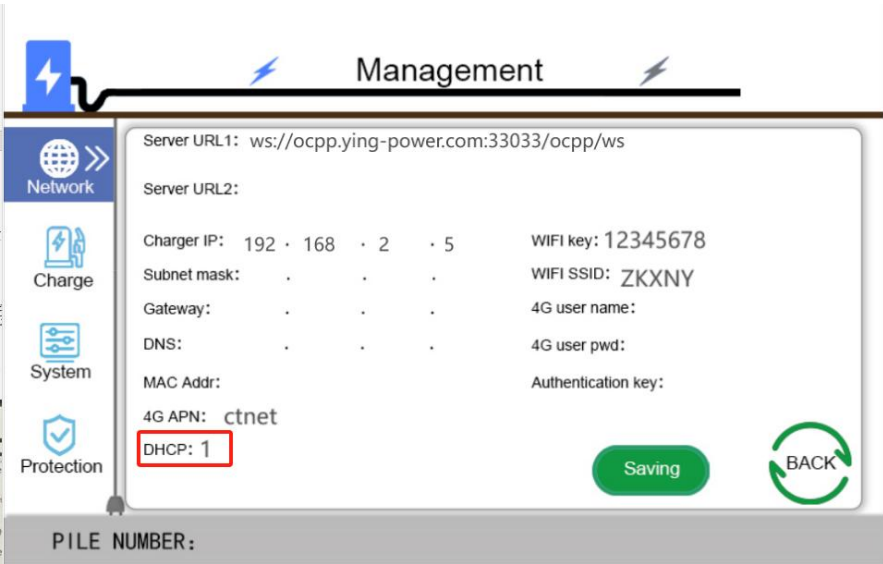 Management
Network
Charge
System
Protection
Server URL1: ws://ocpp.ying-power.com:33033/ocpp/ws
Server URL2:
Charger IP: 192 . 168 . 2 . 5
Subnet mask: . . .
Gateway: . . .
DNS: . . .
MAC Addr:
4G APN: ctnet
DHCP: 1
WIFI key: 12345678
WIFI SSID: ZKXNY
4G user name:
4G user pwd:
Authentication key:
Saving
BACK
PILE NUMBER: